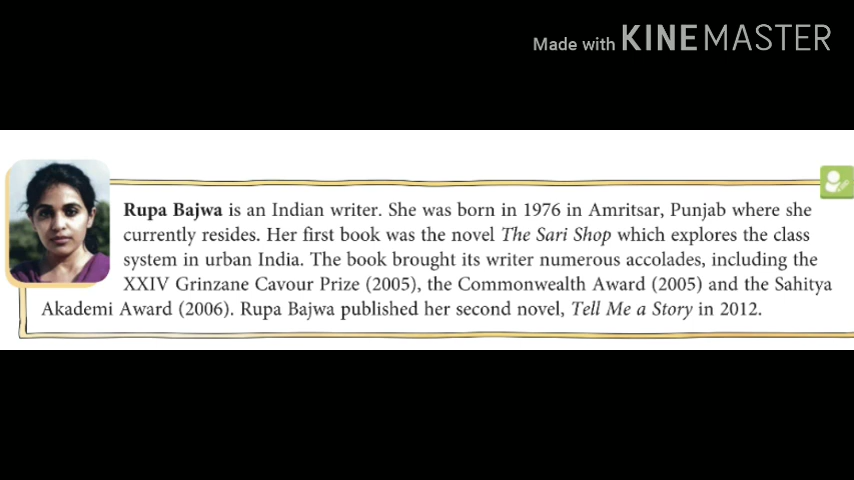 Made with KINEMASTER
Rupa Bajwa is an Indian writer. She was born in 1976 in Amritsar, Punjab where she
currently resides. Her first book was the novel The Sari Shop which explores the class
system in urban India. The book brought its writer numerous accolades, including the
XXIV Grinzane Cavour Prize (2005), the Commonwealth Award (2005) and the Sahitya
Akademi Award (2006). Rupa Bajwa published her second novel, Tell Me a Story in 2012.